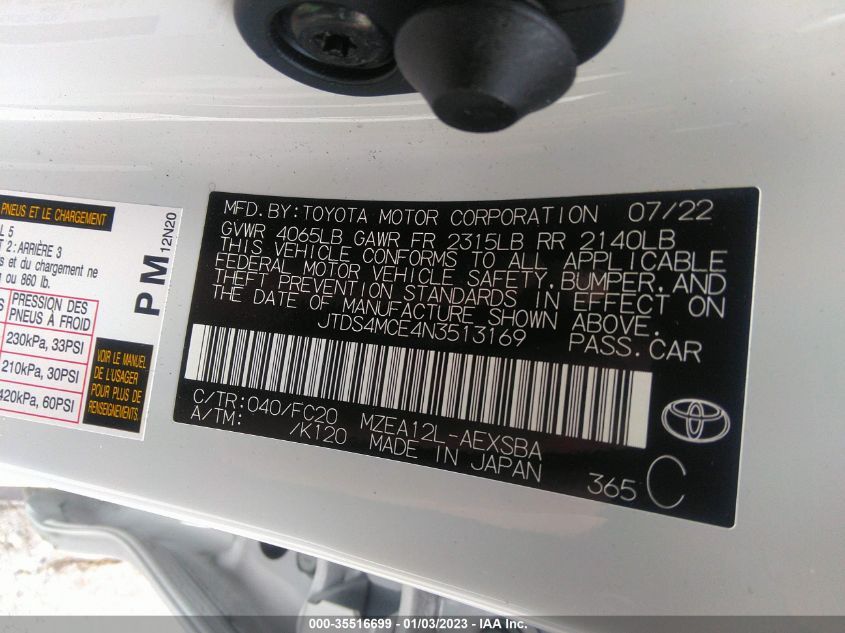 PNEUS ET LE CHARGEMENT
L 5
T 2: ARRIÈRE 3
s et du chargement ne
g ou 860 lb.
PRESSION DES
PNEUS À FROID
230kPa, 33PSI
210kPa, 30PSI
420kPa, 60PSI
VOIR LE MANUEL
DE L'USAGER
POUR PLUS DE
RENSEIGNEMENTS.
PM
12N20
MFD.BY:TOYOTA MOTOR CORPORATION 07/22
GVWR 4065LB GAWR FR 2315LB RR 2140LB
THIS VEHICLE CONFORMS TO ALL APPLICABLE
FEDERAL MOTOR VEHICLE SAFETY,BUMPER,AND
THEFT PREVENTION STANDARDS IN EFFECT ON
THE DATE OF MANUFACTURE SHOWN ABOVE.
JTDS4MCE4N3513169 PASS.CAR
C/TR:040/FC20 MZEA12L-AEXSBA
A/TM: /K120 MADE IN JAPAN
365 C
000-35516699 — 01/03/2023 — IAA Inc.